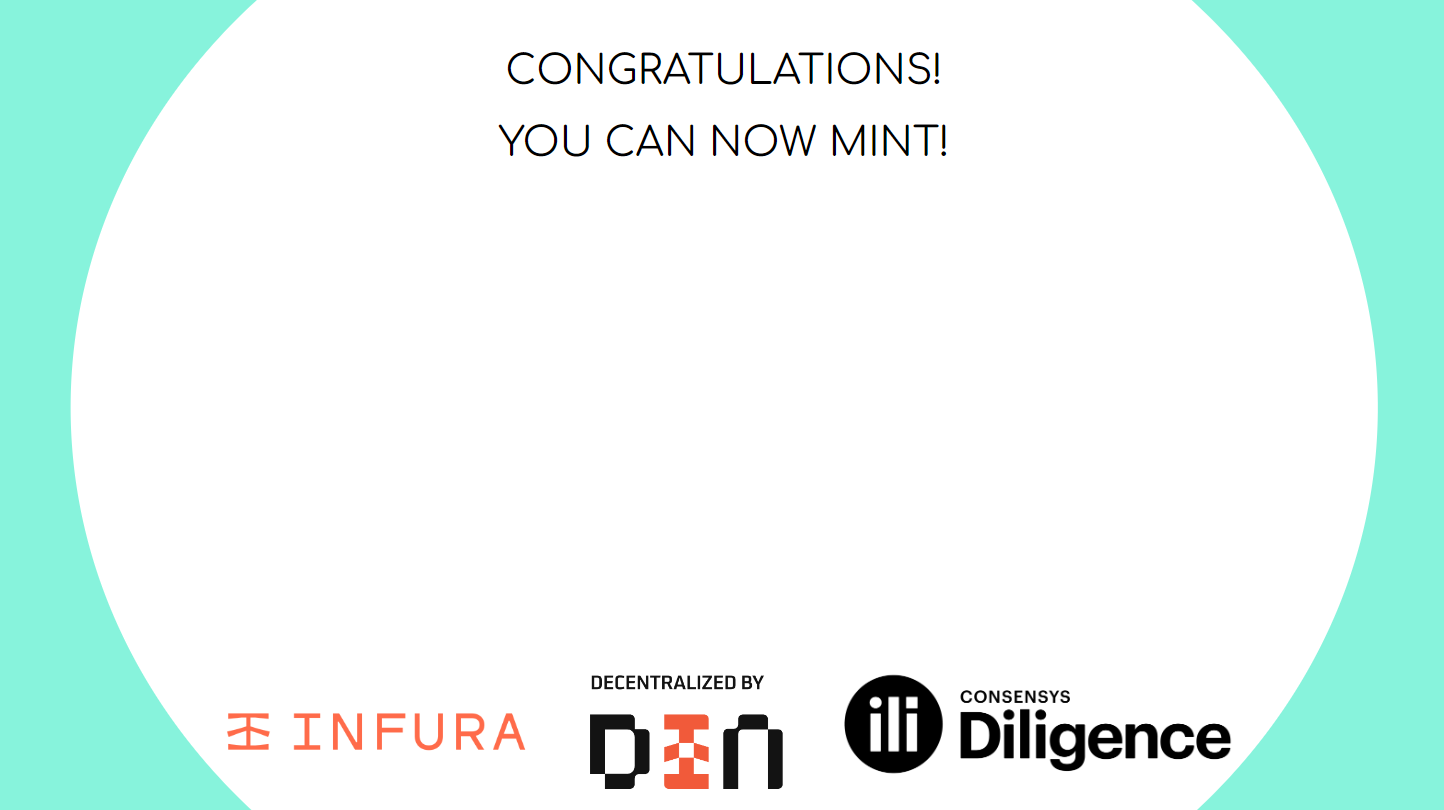 CONGRATULATIONS!
YOU CAN NOW MINT!
INFURA
DECENTRALIZED BY
DIN
CONSENSYS
Diligence